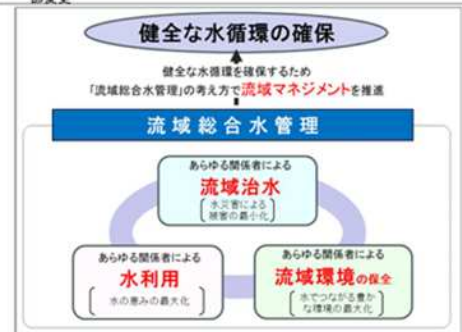 健全な水循環の確保
健全な水循環を確保するため
「流域総合水管理」の考え方で流域マネジメントを推進
流域総合水管理
あらゆる関係者による
流域治水
水災害による
被害の最小化
あらゆる関係者による
水利用
水の恵みの最大化
あらゆる関係者による
流域環境の保全
水でつながる豊か
な環境の最大化